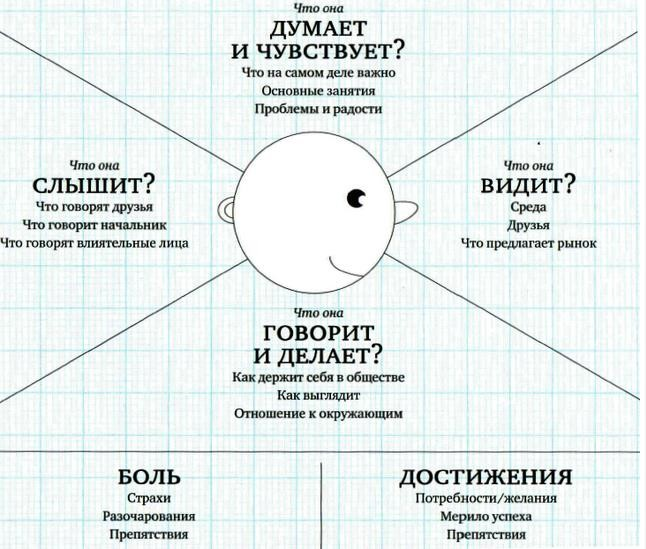 Что она
ДУМАЕТ
И ЧУВСТВУЕТ?
Что на самом деле важно
Основные занятия
Проблемы и радости
Что она
СЛЫШИТ?
Что говорят друзья
Что говорит начальник
Что говорят влиятельные лица
Что она
ВИДИТ?
Среда
Друзья
Что предлагает рынок
Что она
ГОВОРИТ
И ДЕЛАЕТ?
Как держит себя в обществе
Как выглядит
Отношение к окружающим
БОЛЬ
Страхи
Разочарования
Препятствия
ДОСТИЖЕНИЯ
Потребности/желания
Мерило успеха
Препятствия